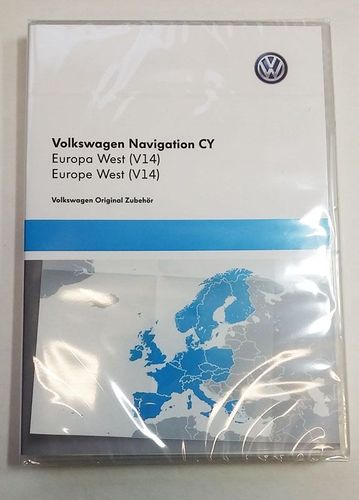 Volkswagen Navigation CY
Europa West (V14)
Europe West (V14)
Volkswagen Original Zubehör